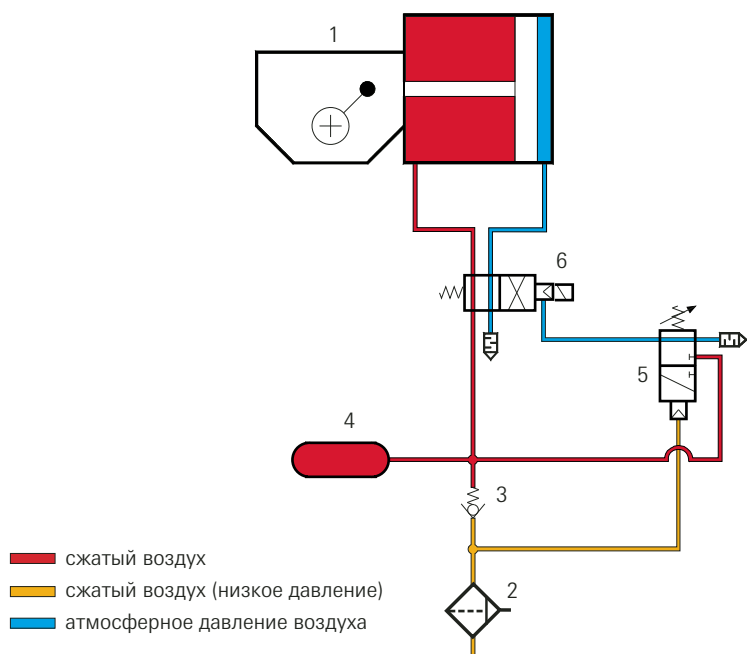 1
6
5
4
3
2
сжатый воздух
сжатый воздух (низкое давление)
атмосферное давление воздуха